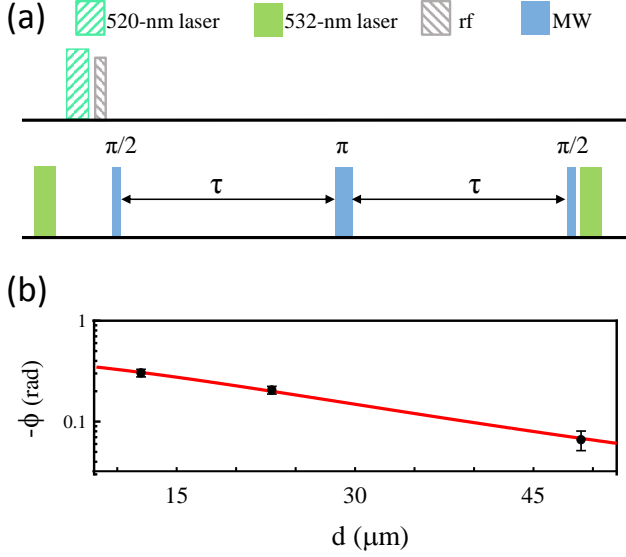 (a)
520-nm laser 532-nm laser rf MW
π/2 π π/2
τ τ
(b)
1
0.1
-ϕ (rad)
15 30 45
d (μm)